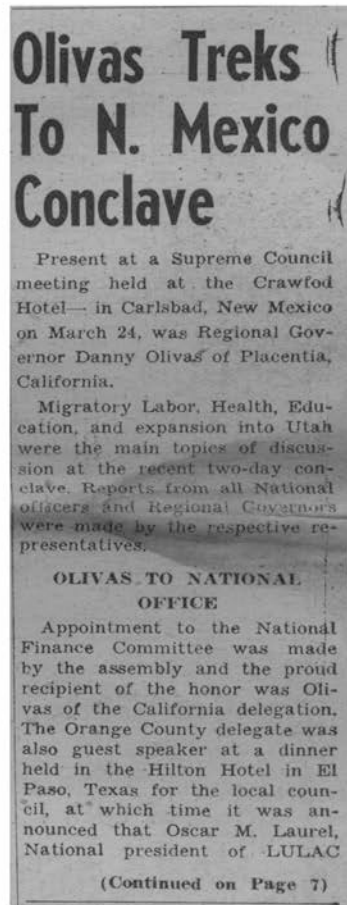 Olivas Treks
To N. Mexico
Conclave
Present at a Supreme Council
meeting held at the Crawfod
Hotel— in Carlsbad, New Mexico
on March 24, was Regional Gov-
ernor Danny Olivas of Placentia,
California.
Migratory Labor, Health, Edu-
cation, and expansion into Utah
were the main topics of discus-
sion at the recent two-day con-
clave. Reports from all National
officers and Regional Governors
were made by the respective re-
presentatives.
OLIVAS TO NATIONAL
OFFICE
Appointment to the National
Finance Committee was made
by the assembly and the proud
recipient of the honor was Oli-
vas of the California delegation.
The Orange County delegate was
also guest speaker at a dinner
held in the Hilton Hotel in El
Paso, Texas for the local coun-
cil, at which time it was an-
nounced that Oscar M. Laurel,
National president of LULAC
(Continued on Page 7)